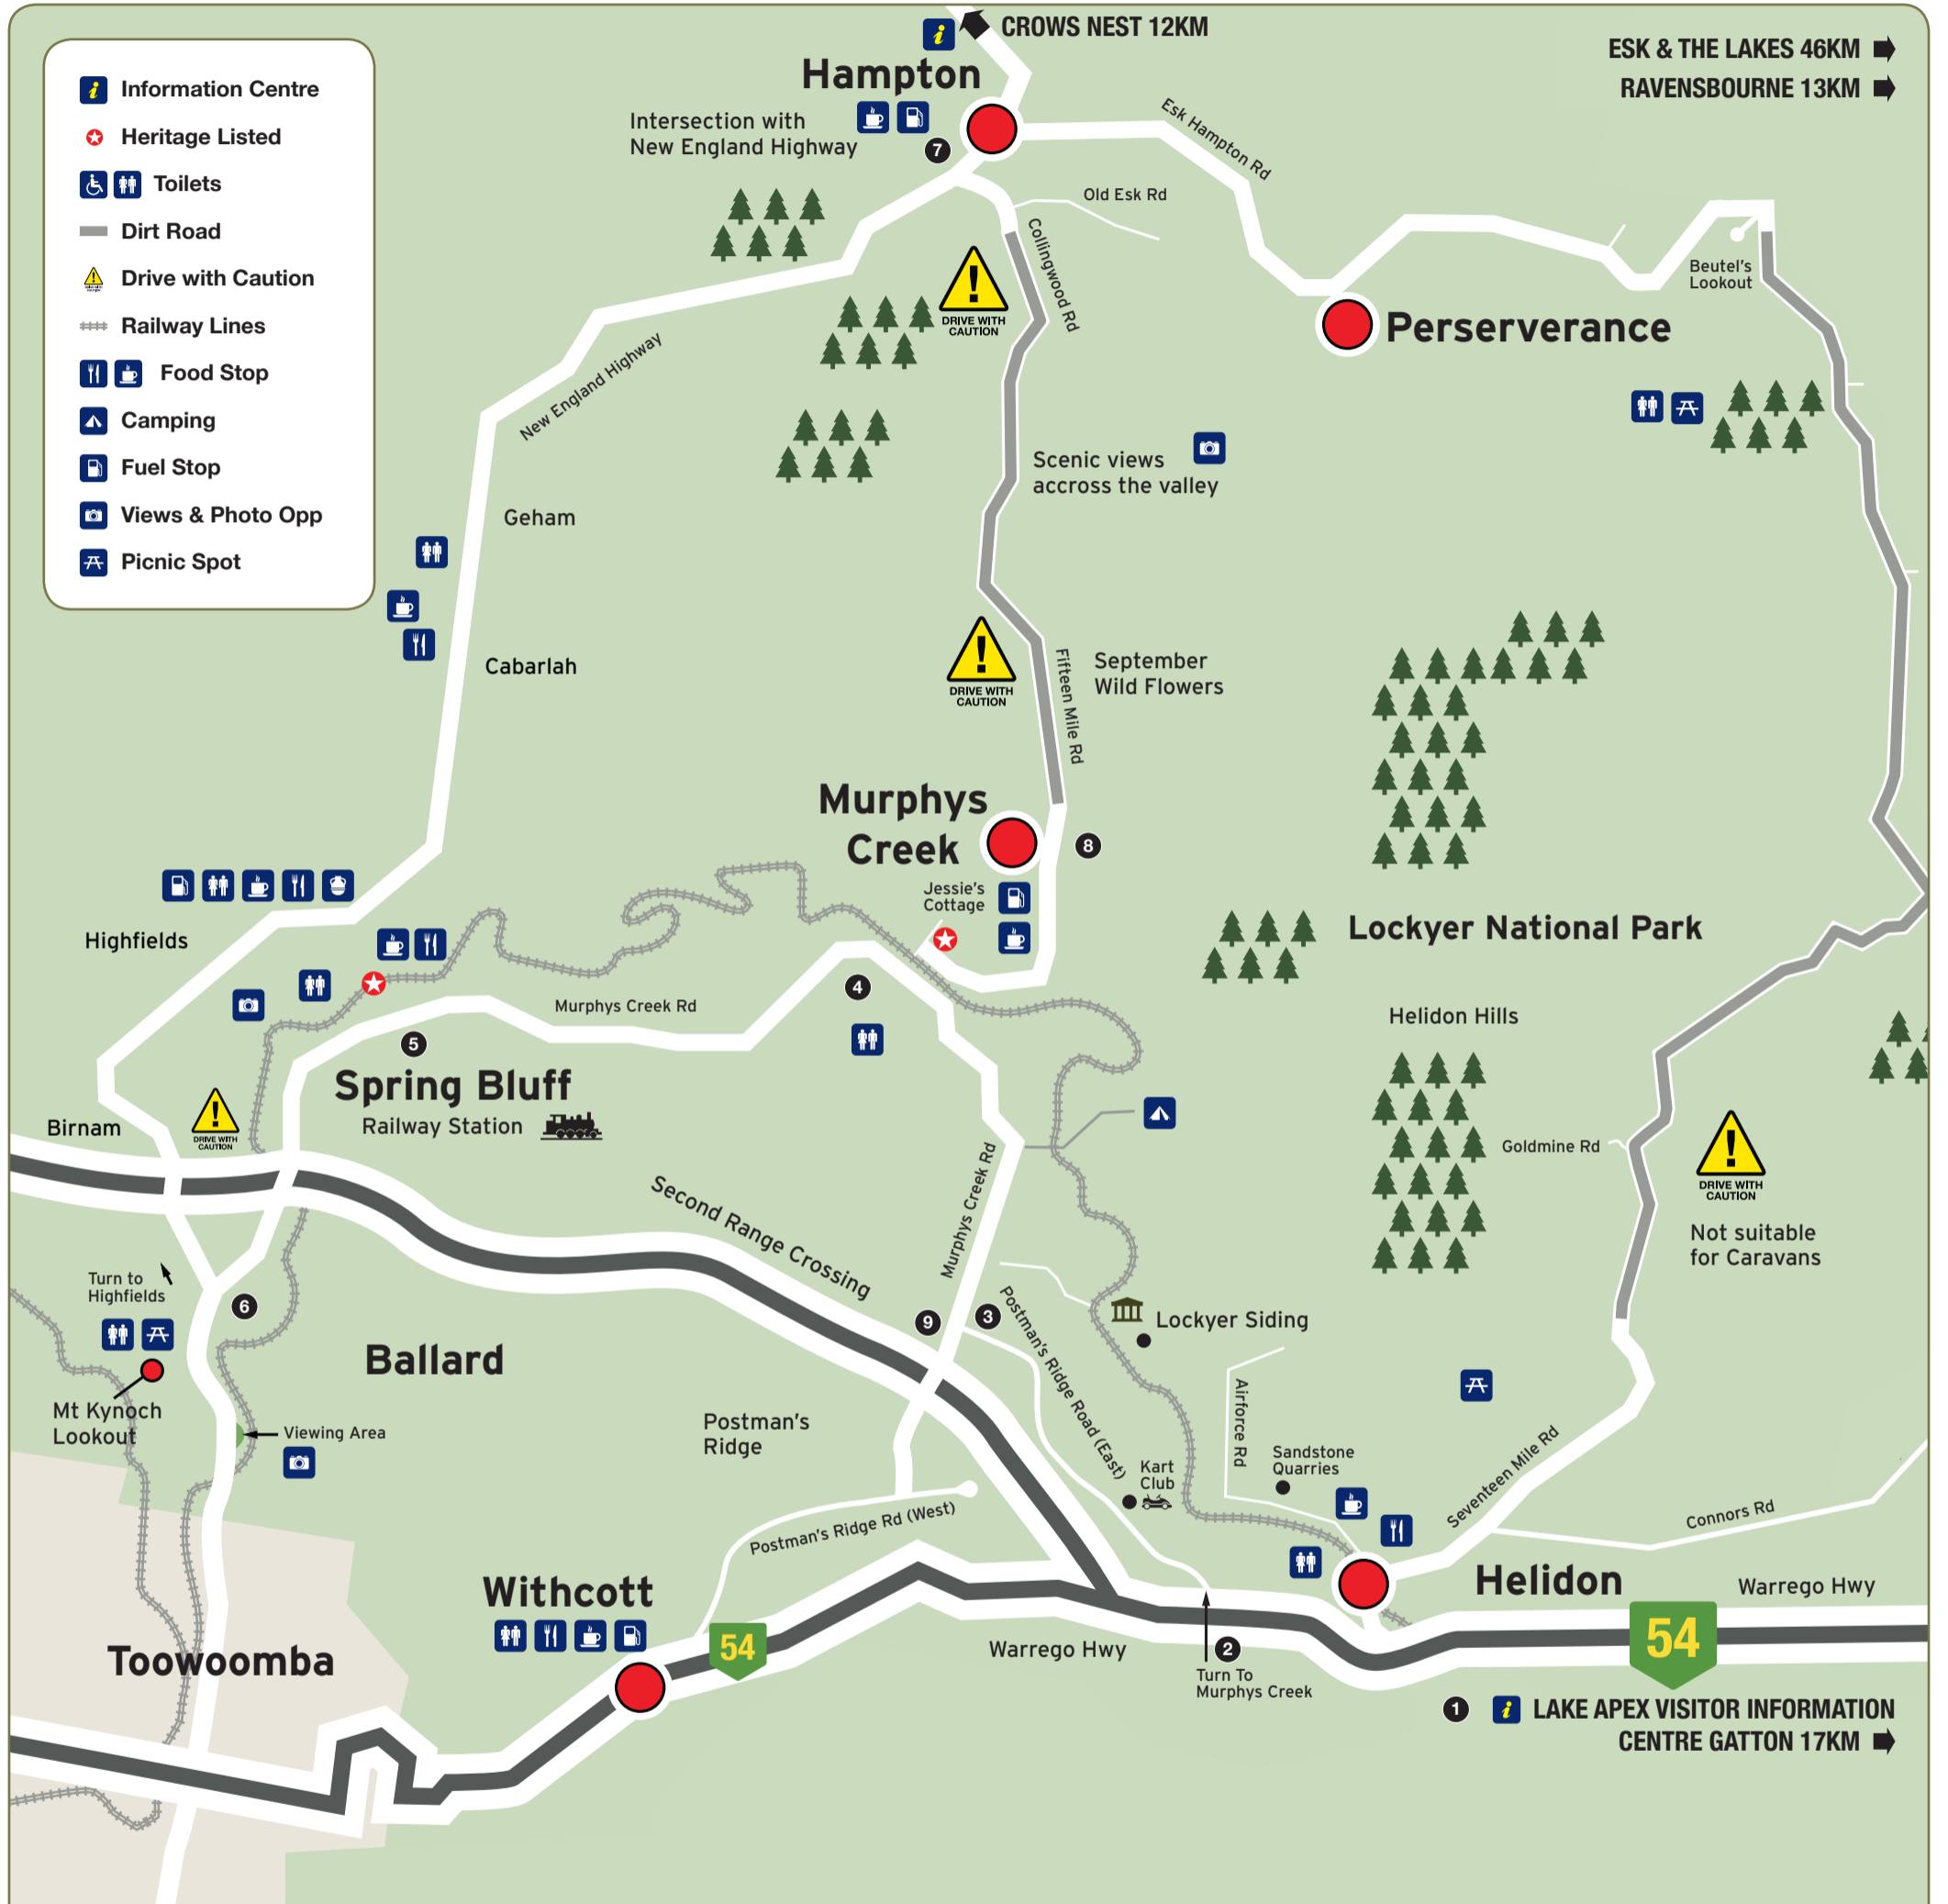 CROWS NEST 12KM
ESK & THE LAKES 46KM
RAVENSBOURNE 13KM
i
Information Centre
Heritage Listed
Toilets
Dirt Road
Drive with Caution
Railway Lines
Food Stop
Camping
Fuel Stop
Views & Photo Opp
Picnic Spot
i
Hampton
Intersection with
New England Highway
7
Esk Hampton Rd
Old Esk Rd
Collingwood Rd
DRIVE WITH
CAUTION
Beutel's
Lookout
Perserverance
New England Highway
Scenic views
accross the valley
Geham
Cabarlah
DRIVE WITH
CAUTION
Fifteen Mile Rd
September
Wild Flowers
Murphys
Creek
8
Jessie's
Cottage
Highfields
Lockyer National Park
4
Murphys Creek Rd
5
Helidon Hills
Spring Bluff
Railway Station
Birnam
DRIVE WITH
CAUTION
Goldmine Rd
DRIVE WITH
CAUTION
Not suitable
for Caravans
Second Range Crossing
Murphys Creek Rd
Turn to
Highfields
6
9
3
Postman's Ridge Road (East)
Lockyer Siding
Ballard
Mt Kynoch
Lookout
Viewing Area
Postman's
Ridge
Airforce Rd
Kart
Club
Sandstone
Quarries
Seventeen Mile Rd
Connors Rd
Postman's Ridge Rd (West)
Withcott
Helidon
Warrego Hwy
54
54
Toowoomba
Warrego Hwy
2
Turn To
Murphys Creek
1
i
LAKE APEX VISITOR INFORMATION
CENTRE GATTON 17KM